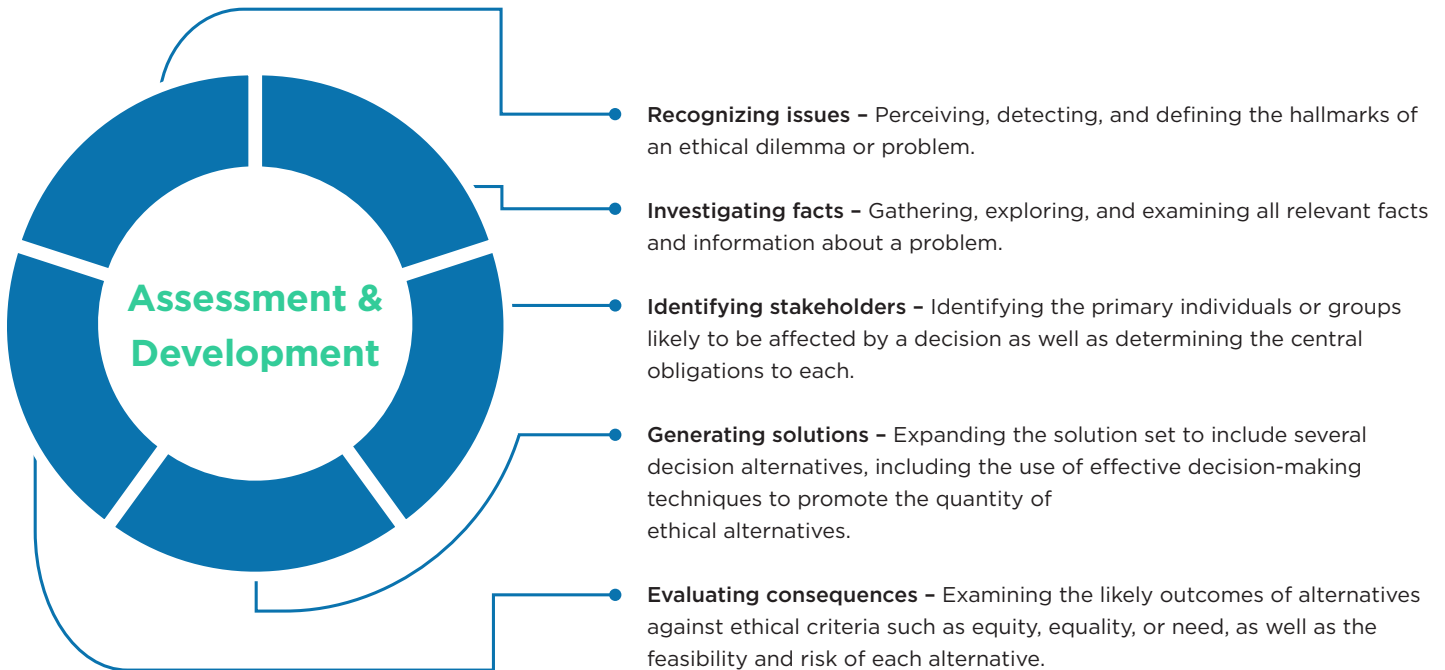 Assessment &
Development
Recognizing issues – Perceiving, detecting, and defining the hallmarks of
an ethical dilemma or problem.
Investigating facts – Gathering, exploring, and examining all relevant facts
and information about a problem.
Identifying stakeholders – Identifying the primary individuals or groups
likely to be affected by a decision as well as determining the central
obligations to each.
Generating solutions – Expanding the solution set to include several
decision alternatives, including the use of effective decision-making
techniques to promote the quantity of
ethical alternatives.
Evaluating consequences – Examining the likely outcomes of alternatives
against ethical criteria such as equity, equality, or need, as well as the
feasibility and risk of each alternative.